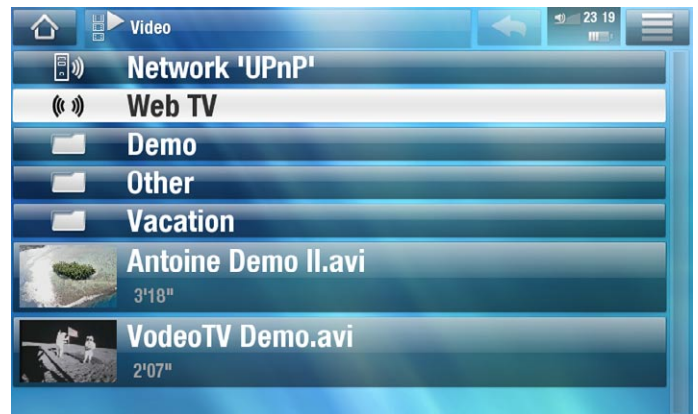 Video
23 19
Network 'UPnP'
Web TV
Demo
Other
Vacation
Antoine Demo II.avi
3'18"
VodeoTV Demo.avi
2'07"